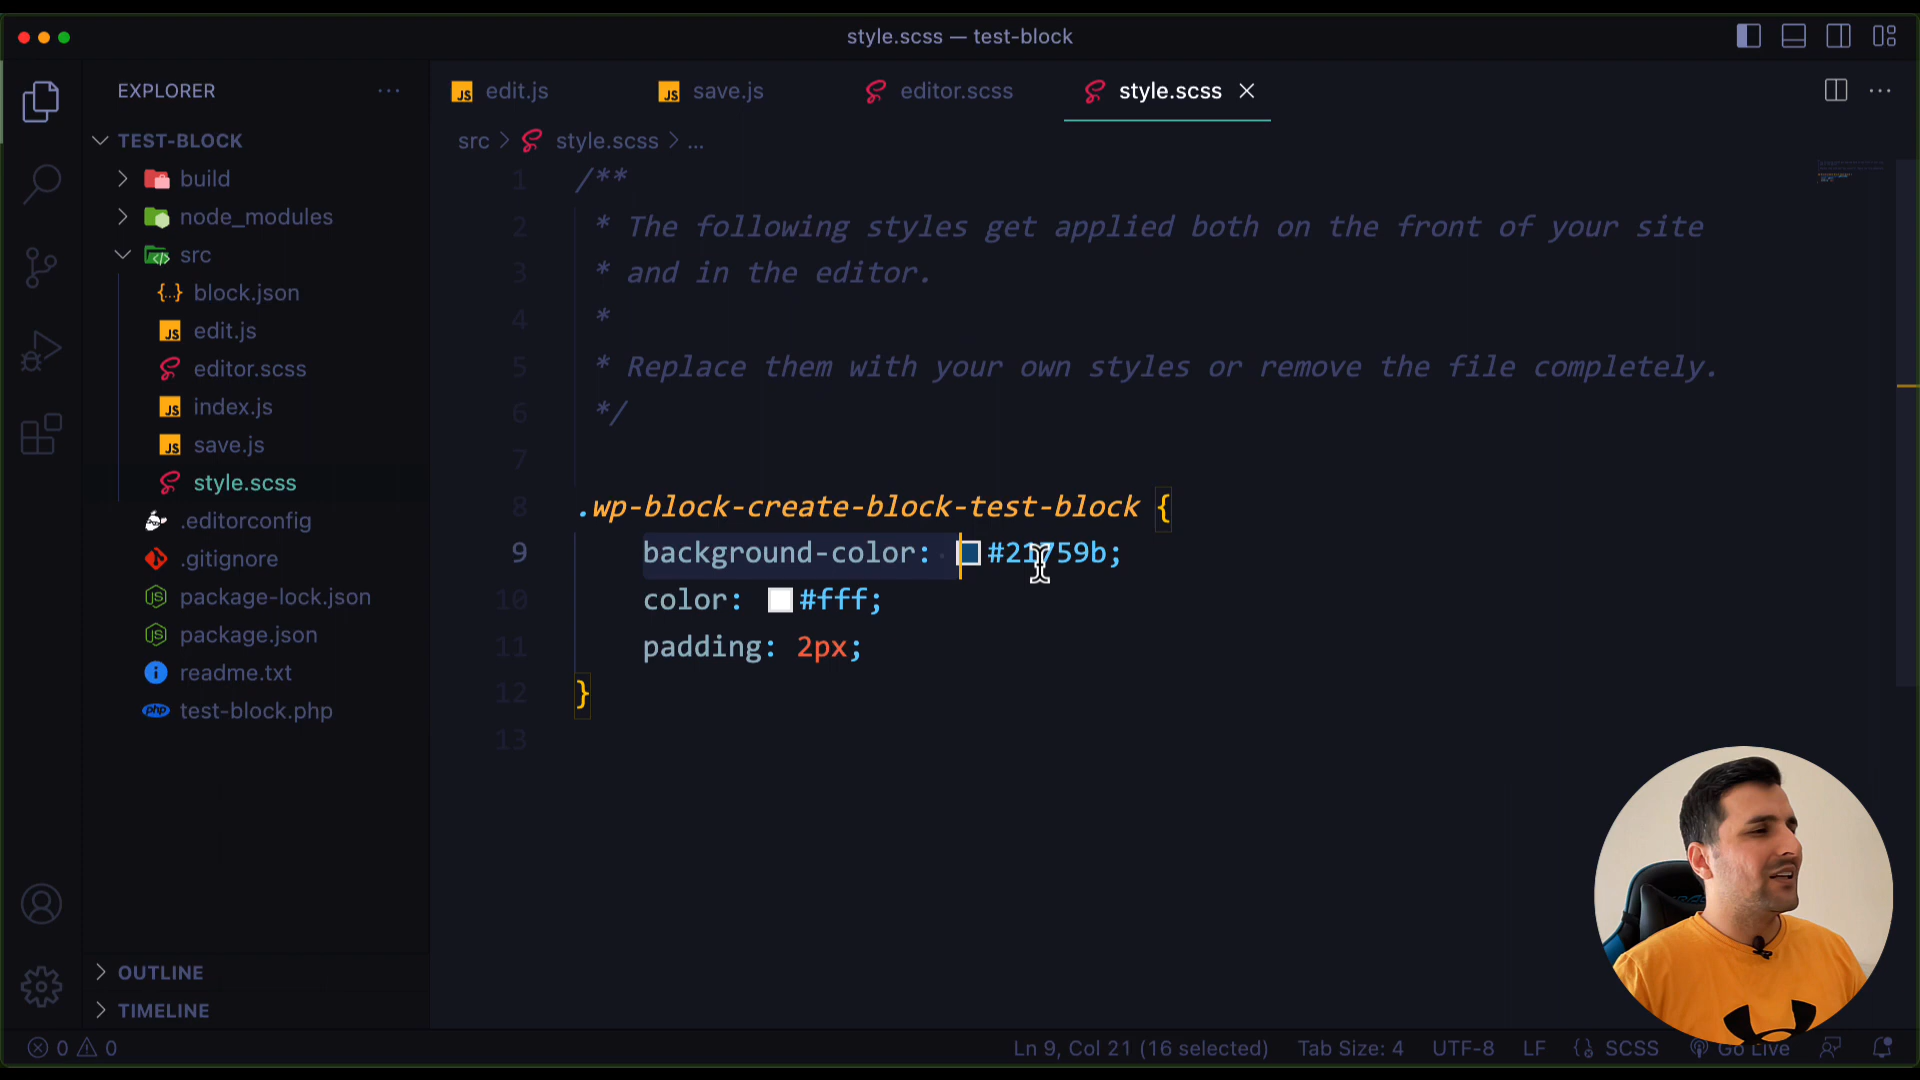 style.scss — test-block
EXPLORER
edit.js
save.js
editor.scss
style.scss
src > style.scss > ...
TEST-BLOCK
build
node_modules
src
block.json
edit.js
editor.scss
index.js
save.js
style.scss
.editorconfig
.gitignore
package-lock.json
package.json
readme.txt
test-block.php
OUTLINE
TIMELINE
1 /**
2 * The following styles get applied both on the front of your site
3 * and in the editor.
4 *
5 * Replace them with your own styles or remove the file completely.
6 */
7
8 .wp-block-create-block-test-block {
9 background-color: #21759b;
10 color: #fff;
11 padding: 2px;
12 }
13
0 0
Ln 9, Col 21 (16 selected)
Tab Size: 4
UTF-8
LF
SCSS
Go Live